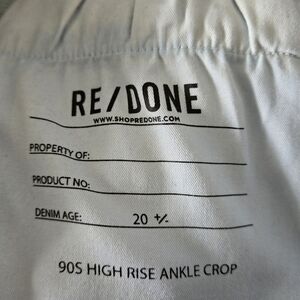 RE/DONE
WWW.SHOPREDONE.COM
PROPERTY OF:
PRODUCT NO:
DENIM AGE: 20 +/-
90S HIGH RISE ANKLE CROP